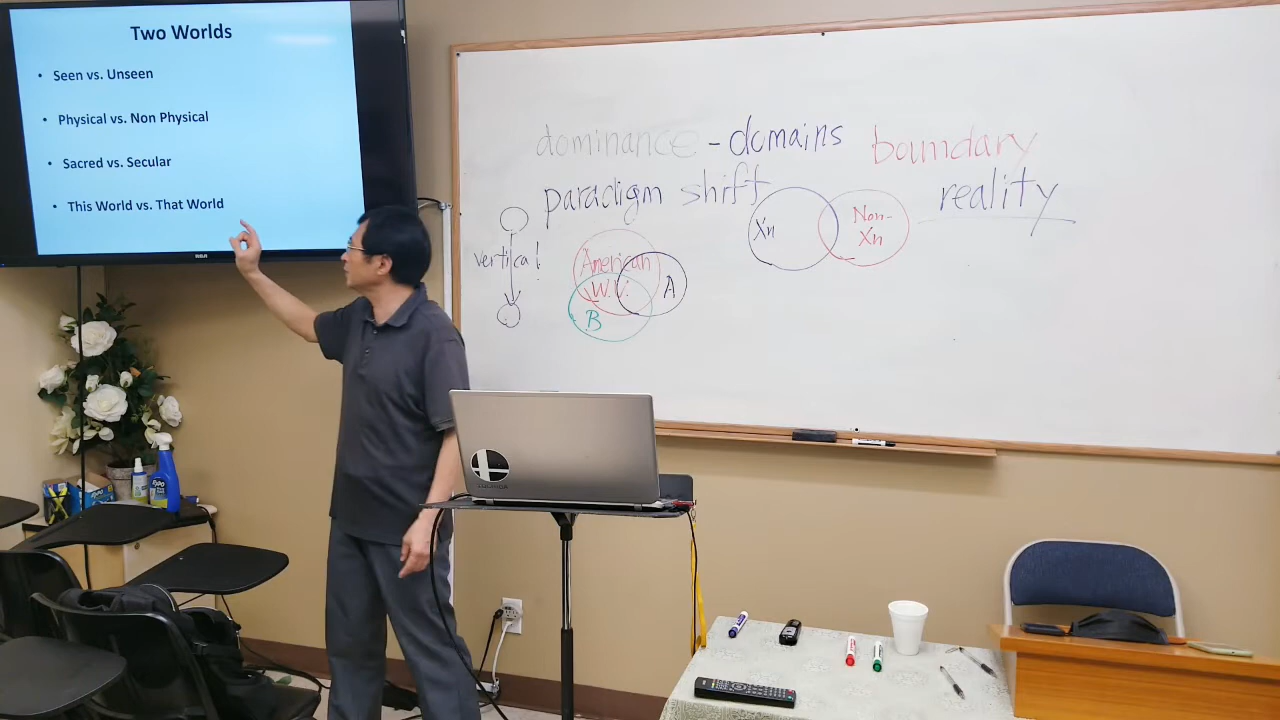 Two Worlds
• Seen vs. Unseen
• Physical vs. Non Physical
• Sacred vs. Secular
• This World vs. That World
RCA
dominance - domains boundary
paradigm shift
reality
Xn
Non-
Xn
vertical
American
W.V.
A
B